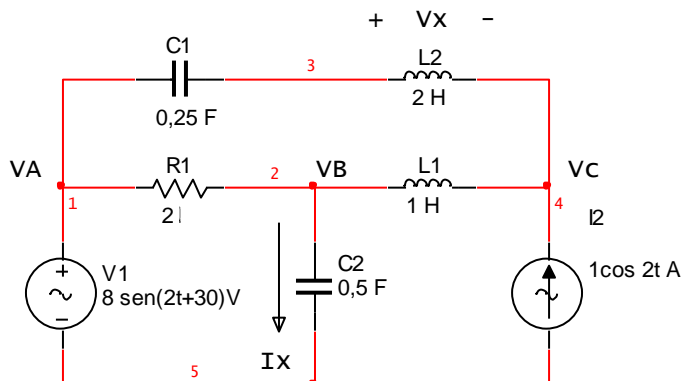 + Vx -
C1
3
L2
0,25 F
2 H
VA
R1
2
VB
L1
Vc
1
2
1 H
4
I2
V1
8 sen(2t+30)V
C2
0,5 F
1cos 2t A
Ix
5